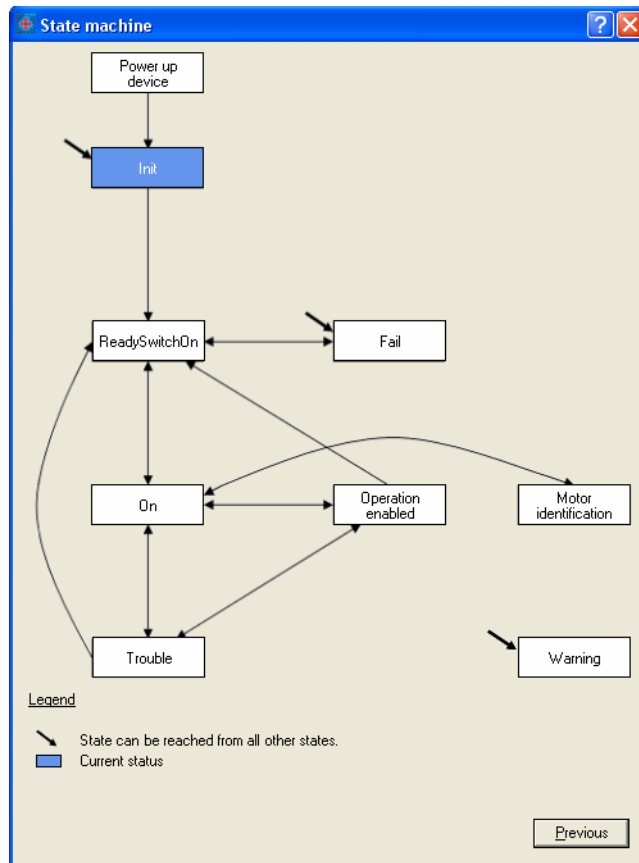 State machine
Power up
device
Init
ReadySwitchOn
Fail
On
Operation
enabled
Motor
identification
Trouble
Warning
Legend
State can be reached from all other states.
Current status
Previous